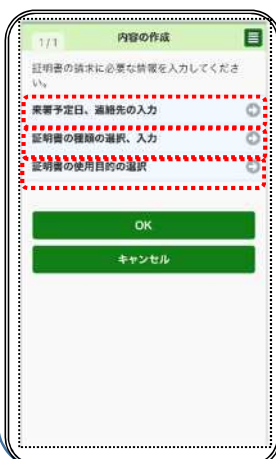 1/1
内容の作成
証明書の請求に必要な情報を入力してくださ
い。
来署予定日、連絡先の入力
証明書の種類の選択、入力
証明書の使用目的の選択
OK
キャンセル